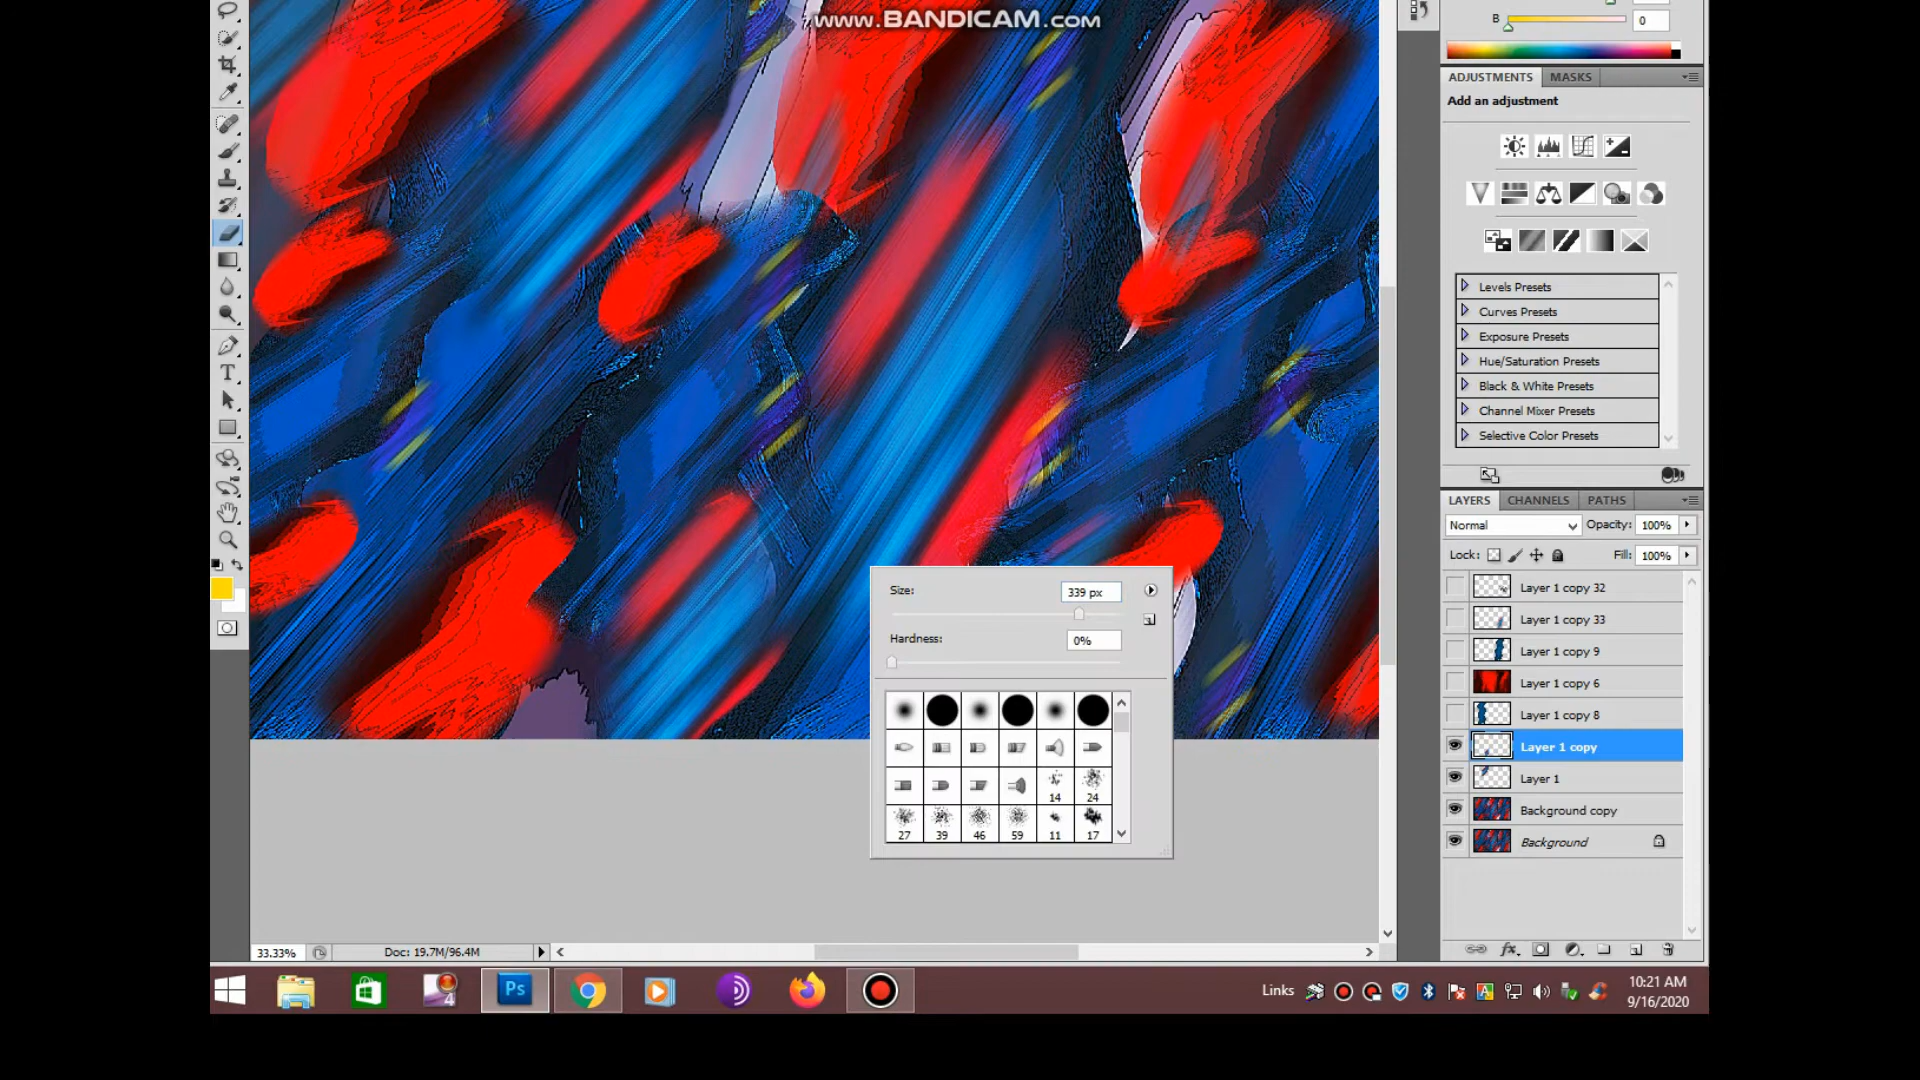 www.BANDICAM.com
B
0
ADJUSTMENTS
MASKS
Add an adjustment
Levels Presets
Curves Presets
Exposure Presets
Hue/Saturation Presets
Black & White Presets
Channel Mixer Presets
Selective Color Presets
LAYERS
CHANNELS
PATHS
Normal
Opacity: 100%
Lock:
Fill: 100%
Layer 1 copy 32
Layer 1 copy 33
Layer 1 copy 9
Layer 1 copy 6
Layer 1 copy 8
Layer 1 copy
Layer 1
Background copy
Background
Size:
339 px
Hardness:
0%
14
24
27
39
46
59
11
17
33.33%
Doc: 19.7M/96.4M
T
fx
4
Ps
Links
A
10:21 AM
9/16/2020